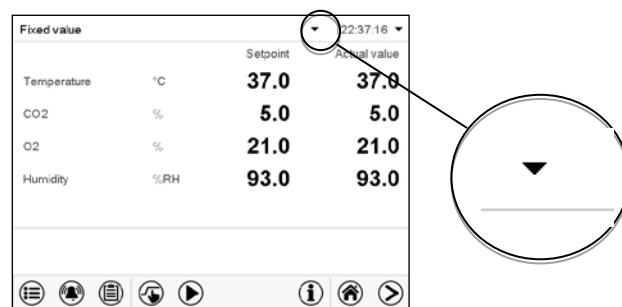 Fixed value 22:37:16
Setpoint Actual value
Temperature °C 37.0 37.0
CO2 % 5.0 5.0
O2 % 21.0 21.0
Humidity %RH 93.0 93.0